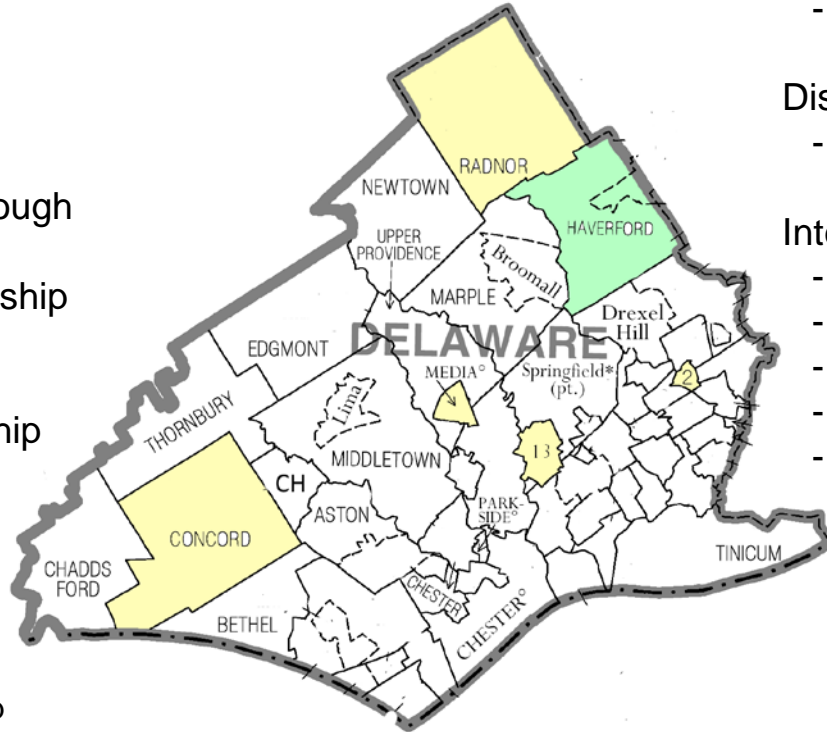 -
Dis
-
ough
RADNOR
NEWTOWN
Inte
HAVERFORD
UPPER
PROVIDENCE
Broomall
-
ship
MARPLE
-
Drexel
Hill
DELAWARE
EDGMONT
-
MEDIA°
Springfield*
(pt.)
2
-
Lima
THORNBURY
hip
13
-
MIDDLETOWN
CH
PARK-
SIDE°
ASTON
CONCORD
TINICUM
CHADDS
FORD
CHESTER
BETHEL
CHESTER°